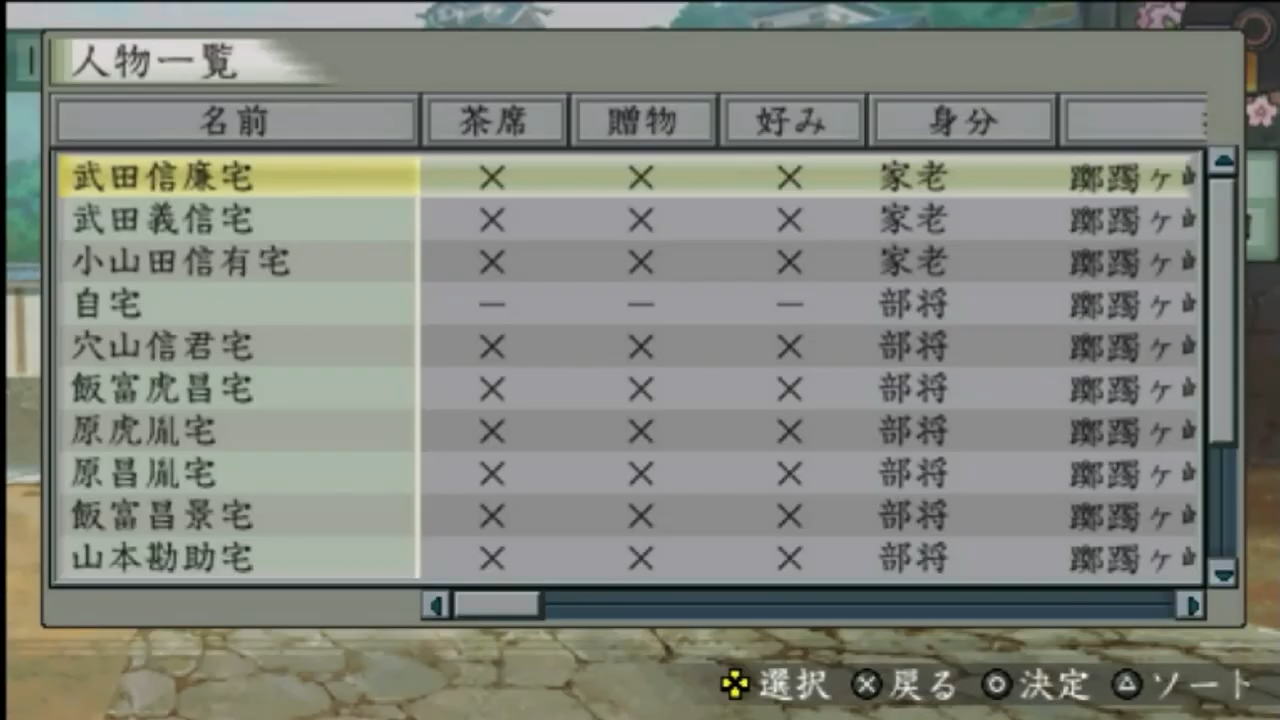 人物一覧
名前 茶席 贈物 好み 身分
武田信廉宅 × × × 家老 躑躅ヶ
武田義信宅 × × × 家老 躑躅ヶ
小山田信有宅 × × × 家老 躑躅ヶ
自宅 － － － 部将 躑躅ヶ
穴山信君宅 × × × 部将 躑躅ヶ
飯富虎昌宅 × × × 部将 躑躅ヶ
原虎胤宅 × × × 部将 躑躅ヶ
原昌胤宅 × × × 部将 躑躅ヶ
飯富昌景宅 × × × 部将 躑躅ヶ
山本勘助宅 × × × 部将 躑躅ヶ
選択 戻る 決定 ソート